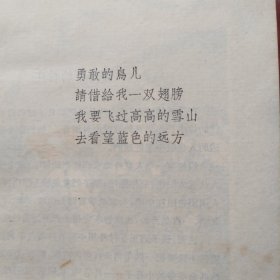 勇敢的鳥儿
請借給我一双翅膀
我要飞过高高的雪山
去看望蓝色的远方